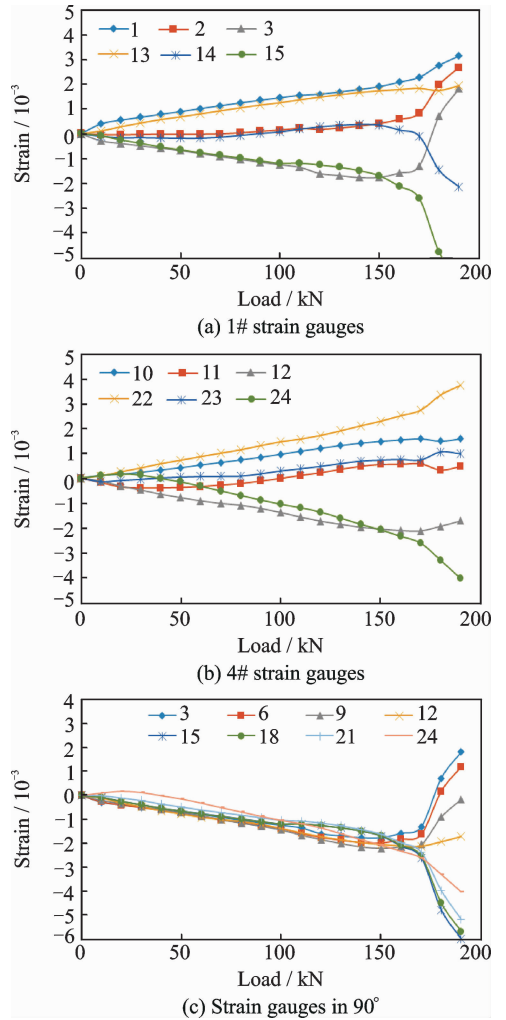 5
4
3
2
1
0
−1
−2
−3
−4
−5
Strain / 10⁻³
1 2 3
13 14 15
0 50 100 150 200
Load / kN
(a) 1# strain gauges
5
4
3
2
1
0
−1
−2
−3
−4
−5
Strain / 10⁻³
10 11 12
22 23 24
0 50 100 150 200
Load / kN
(b) 4# strain gauges
4
3
2
1
0
−1
−2
−3
−4
−5
−6
Strain / 10⁻³
3 6 9 12
15 18 21 24
0 50 100 150 200
Load / kN
(c) Strain gauges in 90°